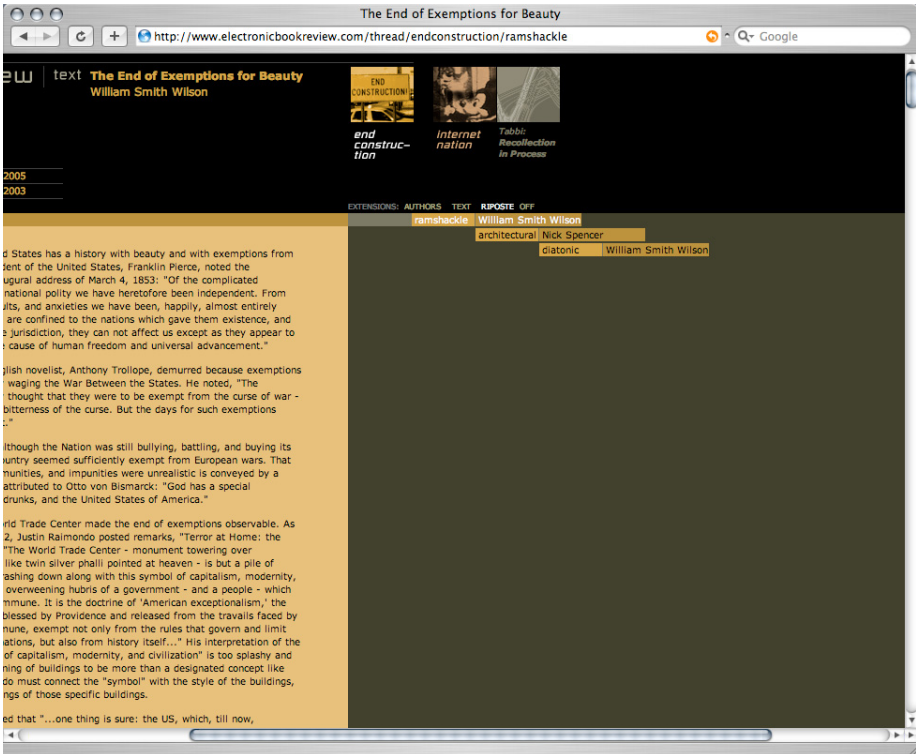 The End of Exemptions for Beauty
http://www.electronicbookreview.com/thread/endconstruction/ramshackle
Google
text The End of Exemptions for Beauty
William Smith Wilson
END
CONSTRUCTION
end
construc-
tion
Internet
nation
Tabbi:
Recollection
in Process
2005
2003
EXTENSIONS: AUTHORS TEXT RIPOSTE OFF
ramshackle William Smith Wilson
architectural Nick Spencer
diatonic William Smith Wilson
d States has a history with beauty and with exemptions from
dent of the United States, Franklin Pierce, noted the
ugural address of March 4, 1853: "Of the complicated
national polity we have heretofore been independent. From
ults, and anxieties we have been, happily, almost entirely
are confined to the nations which gave them existence, and
e jurisdiction, they can not affect us except as they appear to
e cause of human freedom and universal advancement."
glish novelist, Anthony Trollope, demurred because exemptions
waging the War Between the States. He noted, "The
thought that they were to be exempt from the curse of war -
bitterness of the curse. But the days for such exemptions
t."
lthough the Nation was still bullying, battling, and buying its
ountry seemed sufficiently exempt from European wars. That
munities, and impunities were unrealistic is conveyed by a
attributed to Otto von Bismarck: "God has a special
drunks, and the United States of America."
orld Trade Center made the end of exemptions observable. As
2, Justin Raimondo posted remarks, "Terror at Home: the
"The World Trade Center - monument towering over
like twin silver phalli pointed at heaven - is but a pile of
rashing down along with this symbol of capitalism, modernity,
overweening hubris of a government - and a people - which
mmune. It is the doctrine of 'American exceptionalism,' the
blessed by Providence and released from the travails faced by
mune, exempt not only from the rules that govern and limit
nations, but also from history itself..." His interpretation of the
of capitalism, modernity, and civilization" is too splashy and
ning of buildings to be more than a designated concept like
do must connect the "symbol" with the style of the buildings,
ngs of those specific buildings.
ed that "...one thing is sure: the US, which, till now,